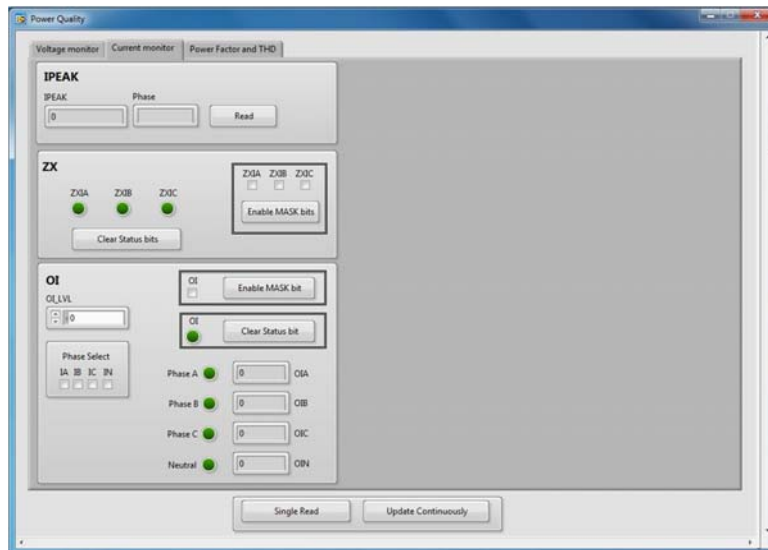 Power Quality
Voltage monitor Current monitor Power Factor and THD
IPEAK
IPEAK Phase
0 Read
ZX
ZXIA ZXIB ZXIC
Clear Status bits
ZXIA ZXIB ZXIC
Enable MASK bits
OI
OI_LVL
0
OI Enable MASK bit
OI Clear Status bit
Phase Select
IA IB IC IN
Phase A 0 OIA
Phase B 0 OIB
Phase C 0 OIC
Neutral 0 OIN
Single Read Update Continuously